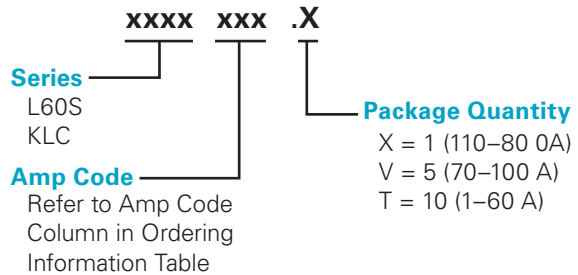 xxxx xxx .X
Series
L60S
KLC
Amp Code
Refer to Amp Code
Column in Ordering
Information Table
Package Quantity
X = 1 (110–80 0A)
V = 5 (70–100 A)
T = 10 (1–60 A)